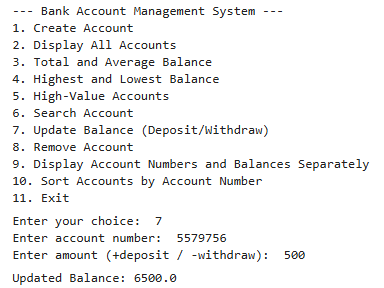 --- Bank Account Management System ---
1. Create Account
2. Display All Accounts
3. Total and Average Balance
4. Highest and Lowest Balance
5. High-Value Accounts
6. Search Account
7. Update Balance (Deposit/Withdraw)
8. Remove Account
9. Display Account Numbers and Balances Separately
10. Sort Accounts by Account Number
11. Exit
Enter your choice:  7
Enter account number:  5579756
Enter amount (+deposit / -withdraw):  500
Updated Balance: 6500.0